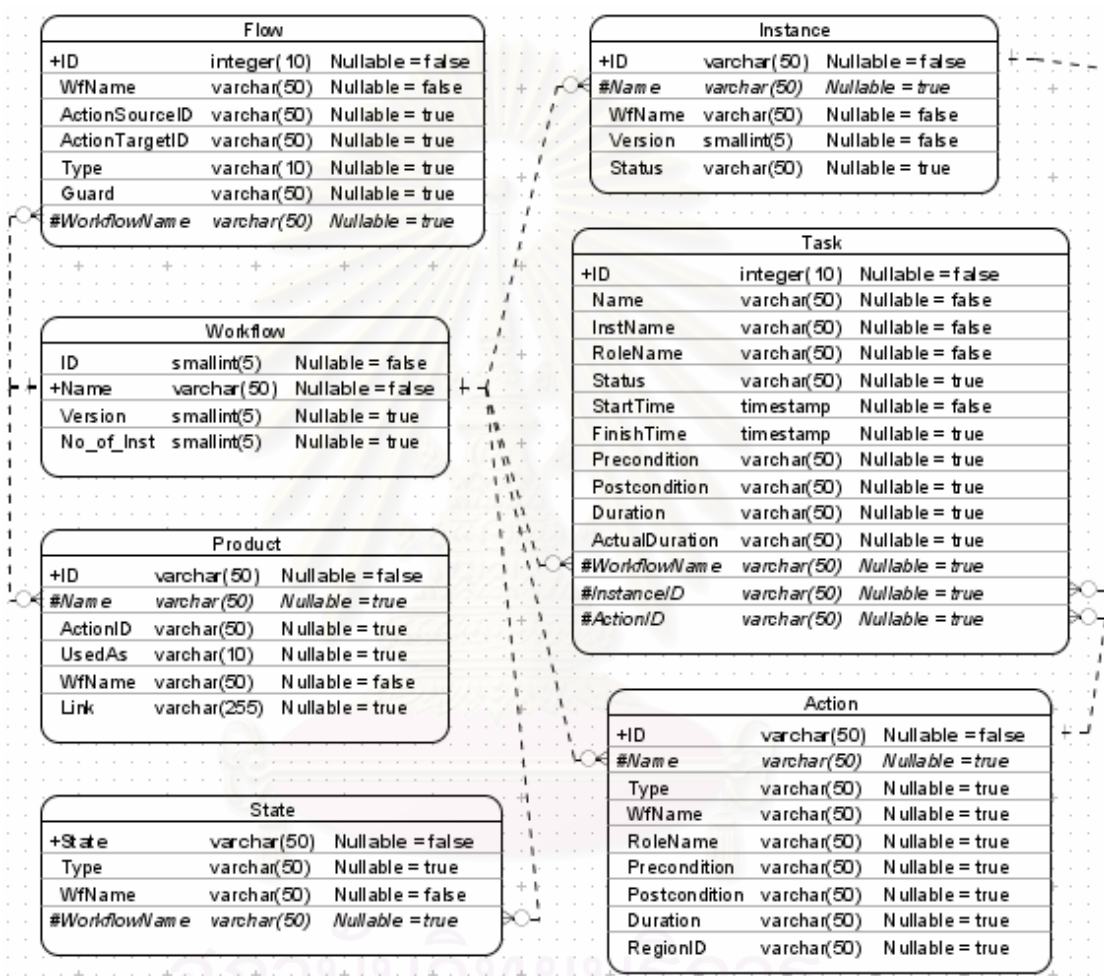 Flow
+ID integer(10) Nullable = false
WfName varchar(50) Nullable = false
ActionSourceID varchar(50) Nullable = true
ActionTargetID varchar(50) Nullable = true
Type varchar(10) Nullable = true
Guard varchar(50) Nullable = true
#WorkflowName varchar(50) Nullable = true
Workflow
ID smallint(5) Nullable = false
+Name varchar(50) Nullable = false
Version smallint(5) Nullable = true
No_of_Inst smallint(5) Nullable = true
Product
+ID varchar(50) Nullable = false
#Name varchar(50) Nullable = true
ActionID varchar(50) Nullable = true
UsedAs varchar(10) Nullable = true
WfName varchar(50) Nullable = false
Link varchar(255) Nullable = true
State
+State varchar(50) Nullable = false
Type varchar(50) Nullable = true
WfName varchar(50) Nullable = false
#WorkflowName varchar(50) Nullable = true
Instance
+ID varchar(50) Nullable = false
#Name varchar(50) Nullable = true
WfName varchar(50) Nullable = false
Version smallint(5) Nullable = false
Status varchar(50) Nullable = true
Task
+ID integer(10) Nullable = false
Name varchar(50) Nullable = false
InstName varchar(50) Nullable = false
RoleName varchar(50) Nullable = false
Status varchar(50) Nullable = true
StartTime timestamp Nullable = false
FinishTime timestamp Nullable = true
Precondition varchar(50) Nullable = true
Postcondition varchar(50) Nullable = true
Duration varchar(50) Nullable = true
ActualDuration varchar(50) Nullable = true
#WorkflowName varchar(50) Nullable = true
#InstanceID varchar(50) Nullable = true
#ActionID varchar(50) Nullable = true
Action
+ID varchar(50) Nullable = false
#Name varchar(50) Nullable = true
Type varchar(50) Nullable = true
WfName varchar(50) Nullable = true
RoleName varchar(50) Nullable = true
Precondition varchar(50) Nullable = true
Postcondition varchar(50) Nullable = true
Duration varchar(50) Nullable = true
RegionID varchar(50) Nullable = true